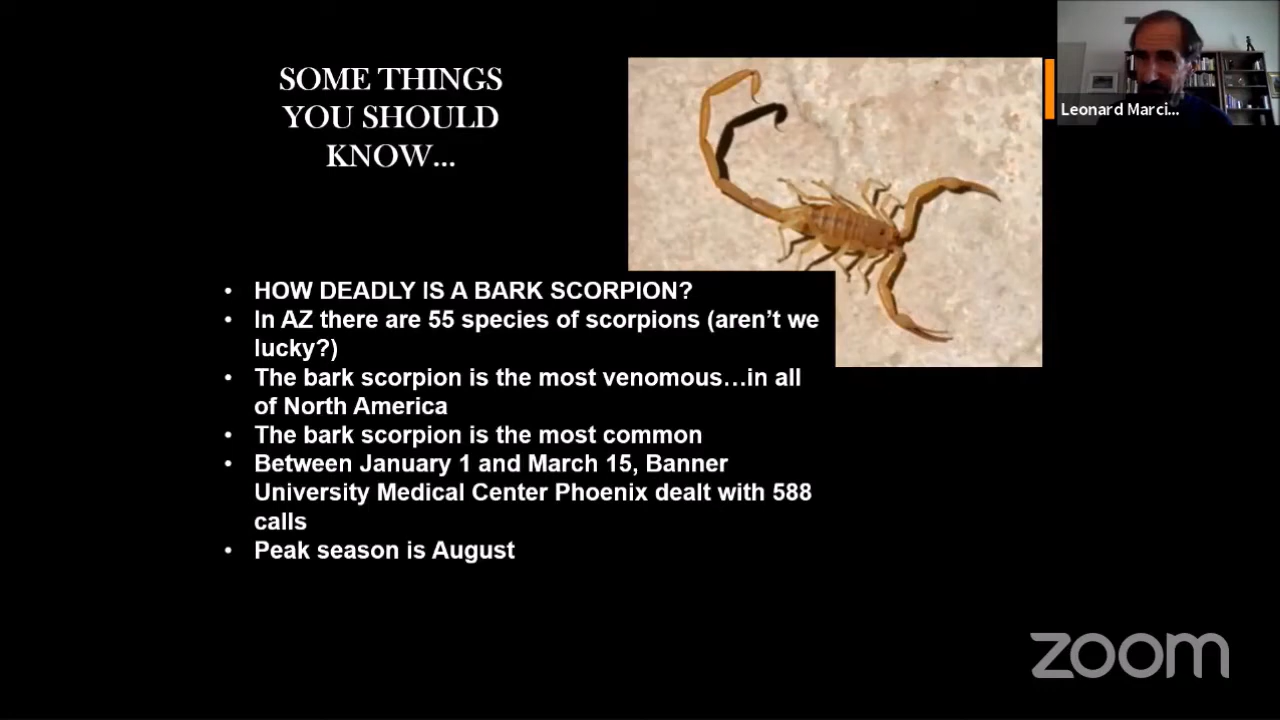 SOME THINGS
YOU SHOULD
KNOW...
Leonard Marci...
• HOW DEADLY IS A BARK SCORPION?
• In AZ there are 55 species of scorpions (aren’t we
lucky?)
• The bark scorpion is the most venomous…in all
of North America
• The bark scorpion is the most common
• Between January 1 and March 15, Banner
University Medical Center Phoenix dealt with 588
calls
• Peak season is August
zoom